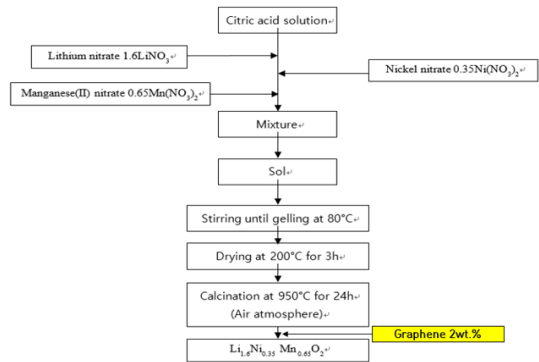 Citric acid solution
Lithium nitrate 1.6LiNO3
Nickel nitrate 0.35Ni(NO3)2
Manganese(II) nitrate 0.65Mn(NO3)2
Mixture
Sol
Stirring until gelling at 80°C
Drying at 200°C for 3h
Calcination at 950°C for 24h
(Air atmosphere)
Graphene 2wt.%
Li1.6Ni0.35 Mn0.65O2